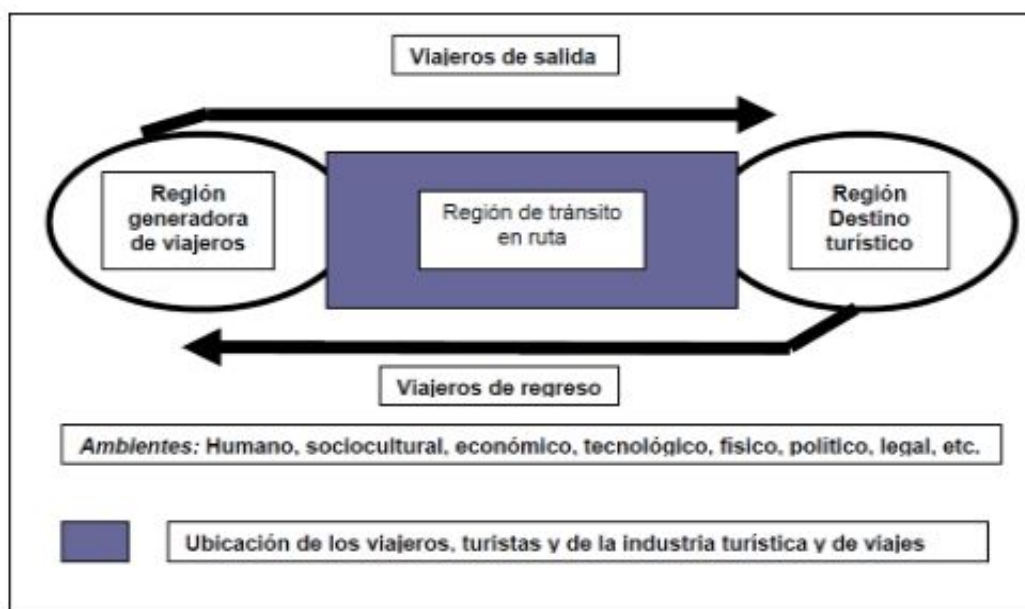 Viajeros de salida
Región
generadora
de viajeros
Región de tránsito
en ruta
Región
Destino
turístico
Viajeros de regreso
Ambientes: Humano, sociocultural, económico, tecnológico, físico, político, legal, etc.
Ubicación de los viajeros, turistas y de la industria turística y de viajes